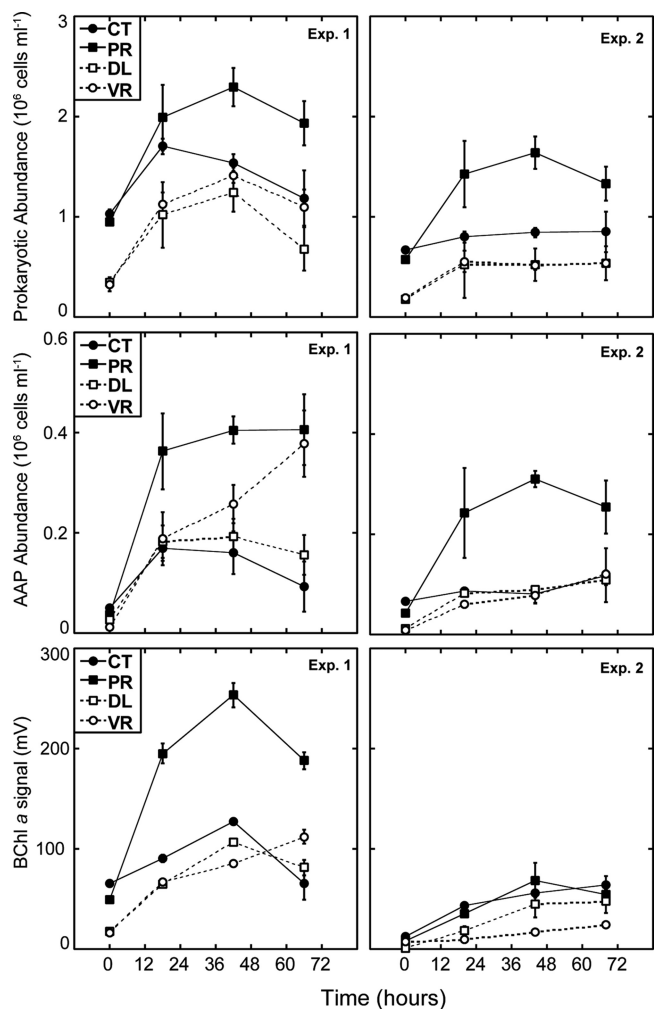 Prokaryotic Abundance (10⁶ cells ml⁻¹)
3
2
1
0
CT
PR
DL
VR
Exp. 1
Exp. 2
AAP Abundance (10⁶ cells ml⁻¹)
0.6
0.4
0.2
0
CT
PR
DL
VR
Exp. 1
Exp. 2
BChl a signal (mV)
300
200
100
0
CT
PR
DL
VR
Exp. 1
Exp. 2
0 12 24 36 48 60 72
0 12 24 36 48 60 72
Time (hours)